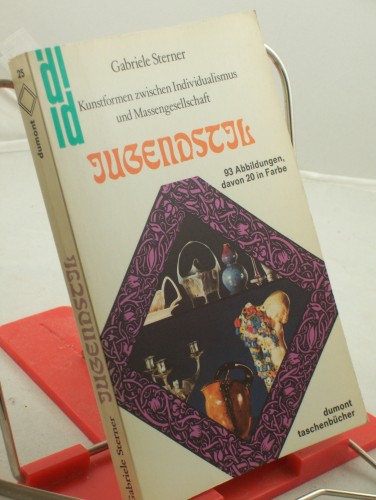 Gabriele Sterner
Kunstformen zwischen Individualismus
und Massengesellschaft
JUGENDSTIL
93 Abbildungen,
davon 20 in Farbe
dumont
taschenbücher
dumont
JUGENDSTIL
Gabriele Sterner